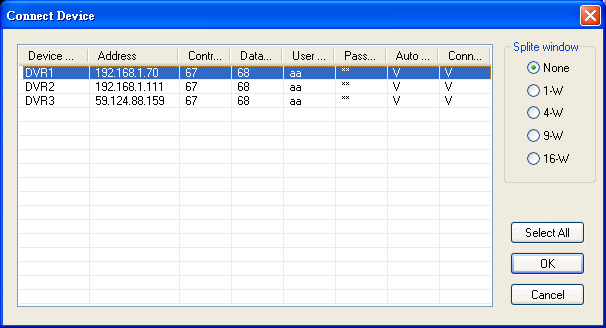 Connect Device
Device ... Address Contr... Data... User ... Pass... Auto ... Conn...
DVR1 192.168.1.70 67 68 aa ** V V
DVR2 192.168.1.111 67 68 aa ** V V
DVR3 59.124.88.159 67 68 aa ** V V
Splite window
None
1-W
4-W
9-W
16-W
Select All
OK
Cancel